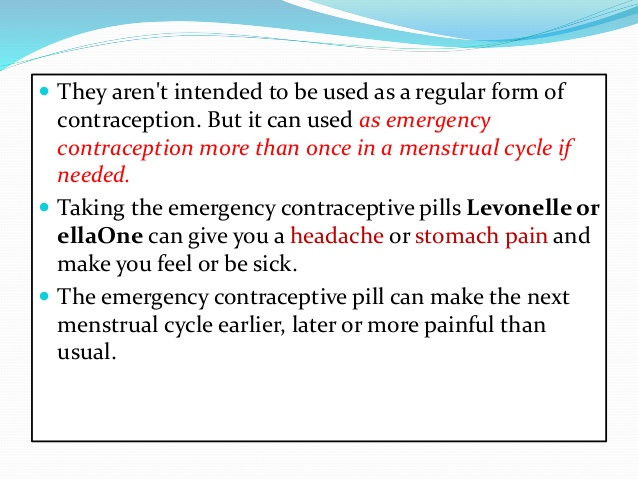 • They aren't intended to be used as a regular form of
contraception. But it can used as emergency
contraception more than once in a menstrual cycle if
needed.
• Taking the emergency contraceptive pills Levonelle or
ellaOne can give you a headache or stomach pain and
make you feel or be sick.
• The emergency contraceptive pill can make the next
menstrual cycle earlier, later or more painful than
usual.